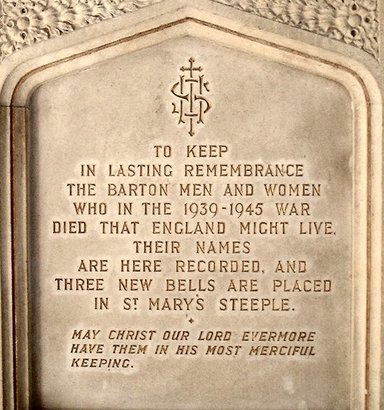 IHS
TO KEEP
IN LASTING REMEMBRANCE
THE BARTON MEN AND WOMEN
WHO IN THE 1939-1945 WAR
DIED THAT ENGLAND MIGHT LIVE,
THEIR NAMES
ARE HERE RECORDED, AND
THREE NEW BELLS ARE PLACED
IN ST MARY'S STEEPLE.
MAY CHRIST OUR LORD EVERMORE
HAVE THEM IN HIS MOST MERCIFUL
KEEPING.